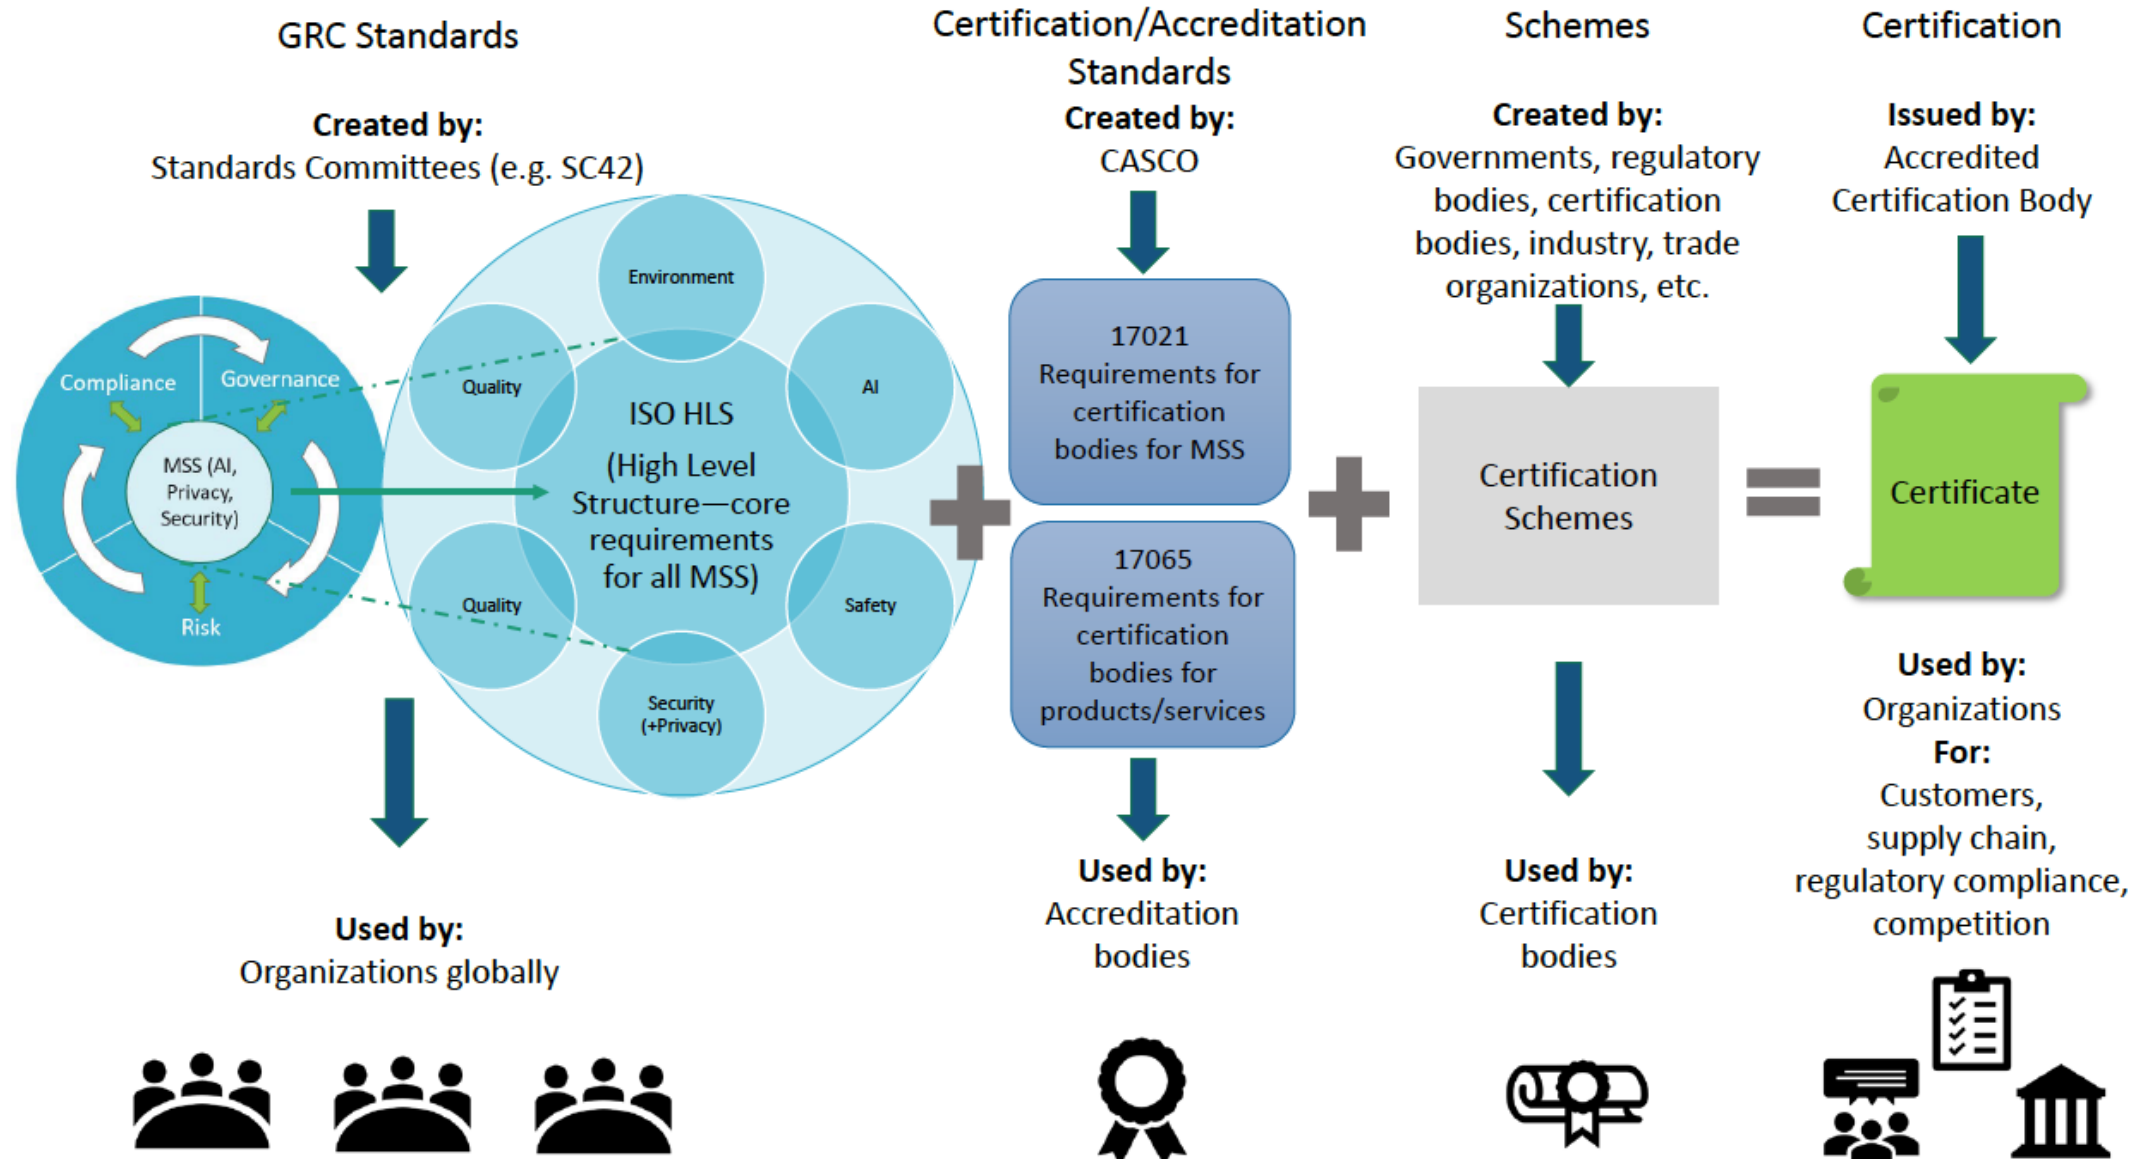 GRC Standards
Created by:
Standards Committees (e.g. SC42)
Compliance
Governance
MSS (AI,
Privacy,
Security)
Risk
Environment
Quality
AI
ISO HLS
(High Level
Structure—core
requirements
for all MSS)
Quality
Safety
Security
(+Privacy)
Used by:
Organizations globally
Certification/Accreditation
Standards
Created by:
CASCO
17021
Requirements for
certification
bodies for MSS
17065
Requirements for
certification
bodies for
products/services
Used by:
Accreditation
bodies
Schemes
Created by:
Governments, regulatory
bodies, certification
bodies, industry, trade
organizations, etc.
Certification
Schemes
Used by:
Certification
bodies
Certification
Issued by:
Accredited
Certification Body
Certificate
Used by:
Organizations
For:
Customers,
supply chain,
regulatory compliance,
competition